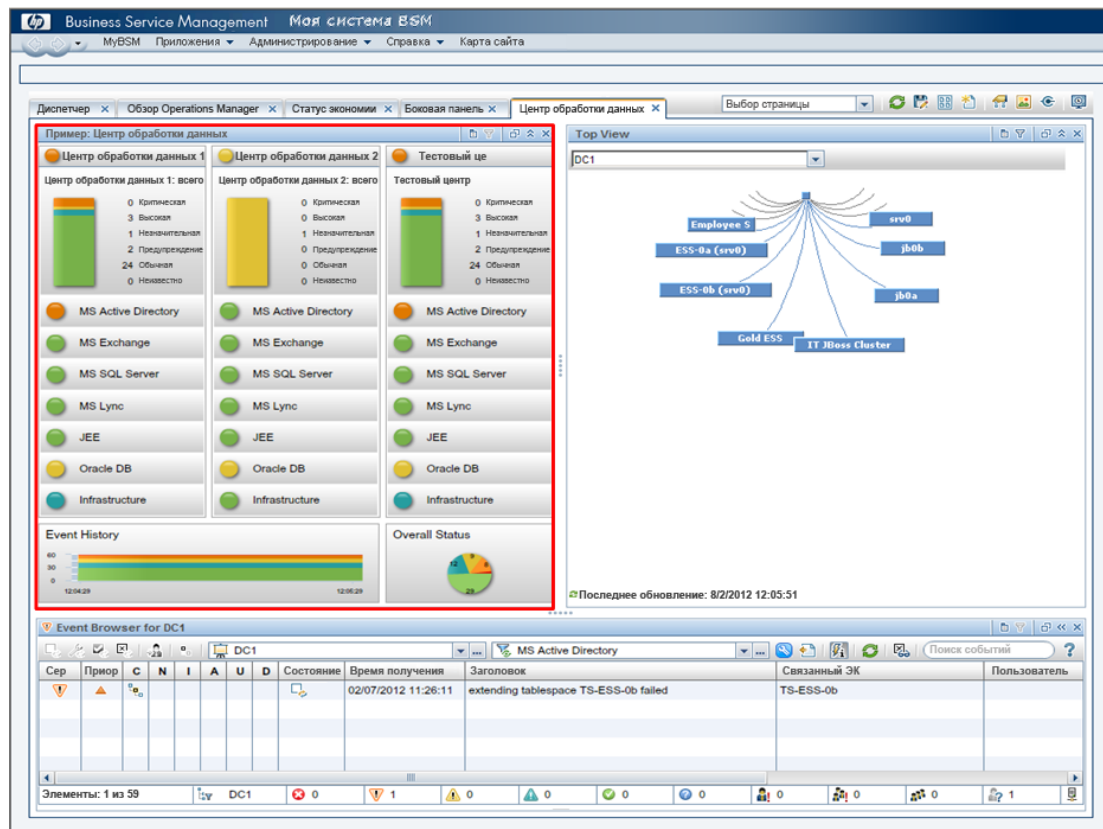 hp Business Service Management Моя система BSM
MyBSM Приложения Администрирование Справка Карта сайта
Диспетчер Обзор Operations Manager Статус экономии Боковая панель Центр обработки данных Выбор страницы
Пример: Центр обработки данных
Центр обработки данных 1 Центр обработки данных 2 Тестовый це
Центр обработки данных 1: всего Центр обработки данных 2: всего Тестовый центр
0 Критическая 0 Критическая 0 Критическая
3 Высокая 0 Высокая 3 Высокая
1 Незначительная 1 Незначительная 1 Незначительная
2 Предупреждение 0 Предупреждение 2 Предупреждение
24 Обычная 0 Обычная 24 Обычная
0 Неизвестно 0 Неизвестно 0 Неизвестно
MS Active Directory MS Active Directory MS Active Directory
MS Exchange MS Exchange MS Exchange
MS SQL Server MS SQL Server MS SQL Server
MS Lync MS Lync MS Lync
JEE JEE JEE
Oracle DB Oracle DB Oracle DB
Infrastructure Infrastructure Infrastructure
Event History
60
30
0
12:04:29 12:05:29
Overall Status
12 9 8
29
Top View
DC1
Employee S srv0
ESS-0a (srv0) jb0b
ESS-0b (srv0) jb0a
Gold ESS IT JBoss Cluster
Последнее обновление: 8/2/2012 12:05:51
Event Browser for DC1
DC1 ... MS Active Directory ... Поиск событий ?
Сер Приор C N I A U D Состояние Время получения Заголовок Связанный ЭК Пользователь
02/07/2012 11:26:11 extending tablespace TS-ESS-0b failed TS-ESS-0b
Элементы: 1 из 59 DC1 0 1 0 0 0 0 0 0 0 1